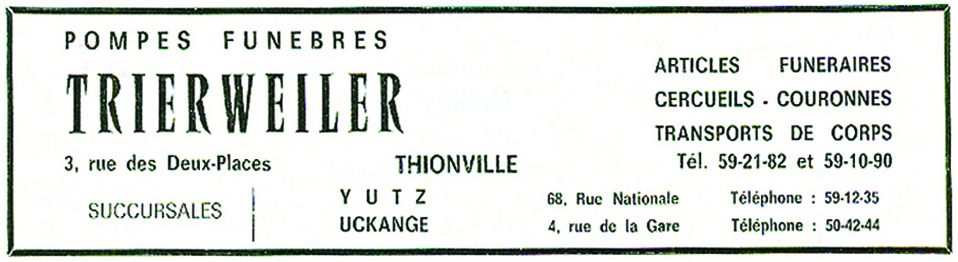 POMPES FUNEBRES
TRIERWEILER
3, rue des Deux-Places THIONVILLE
ARTICLES FUNERAIRES
CERCUEILS - COURONNES
TRANSPORTS DE CORPS
Tél. 59-21-82 et 59-10-90
SUCCURSALES
YUTZ 68, Rue Nationale Téléphone : 59-12-35
UCKANGE 4, rue de la Gare Téléphone : 50-42-44